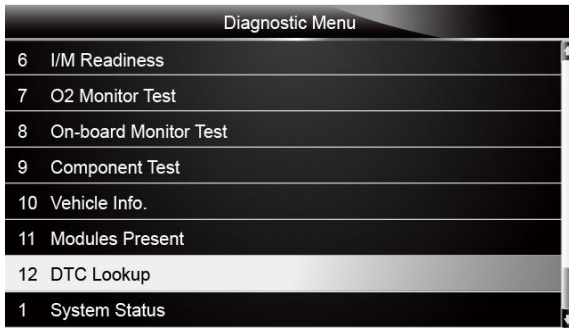 Diagnostic Menu
6 I/M Readiness
7 O2 Monitor Test
8 On-board Monitor Test
9 Component Test
10 Vehicle Info.
11 Modules Present
12 DTC Lookup
1 System Status